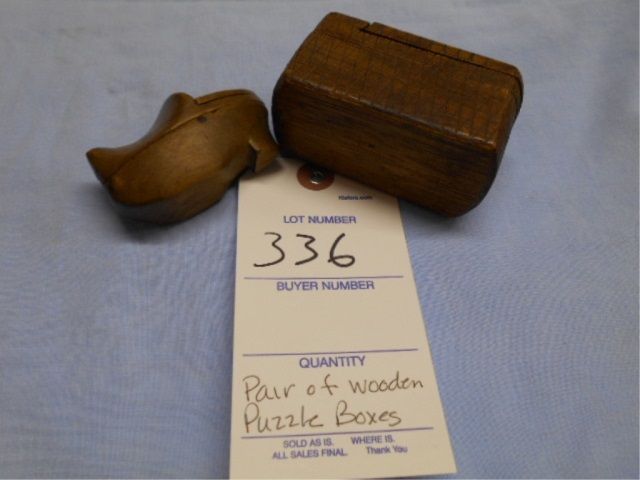 LOT NUMBER
336
BUYER NUMBER
QUANTITY
Pair of wooden
Puzzle Boxes
SOLD AS IS. WHERE IS.
ALL SALES FINAL. Thank You